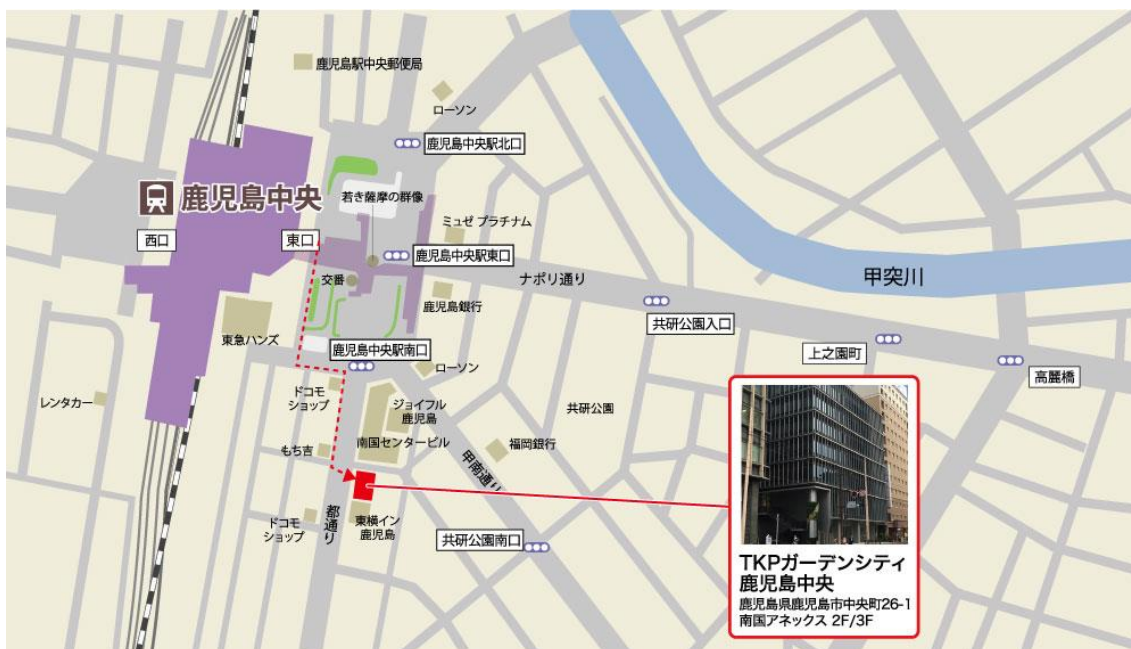 鹿児島駅中央郵便局
ローソン
鹿児島中央駅北口
鹿児島中央
若き薩摩の群像
ミュゼ プラチナム
西口
東口
鹿児島中央駅東口
ナポリ通り
甲突川
交番
鹿児島銀行
共研公園入口
東急ハンズ
鹿児島中央駅南口
上之園町
高麗橋
ローソン
レンタカー
ドコモ
ショップ
ジョイフル
鹿児島
共研公園
南国センタービル
もち吉
福岡銀行
甲南通り
都通り
ドコモ
ショップ
東横イン
鹿児島
共研公園南口
TKPガーデンシティ
鹿児島中央
鹿児島県鹿児島市中央町26-1
南国アネックス 2F/3F